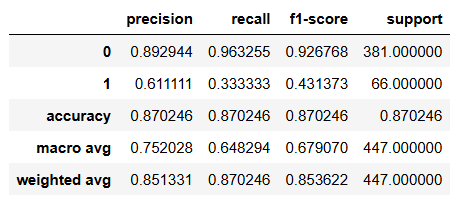 precision recall f1-score support
0 0.892944 0.963255 0.926768 381.000000
1 0.611111 0.333333 0.431373 66.000000
accuracy 0.870246 0.870246 0.870246 0.870246
macro avg 0.752028 0.648294 0.679070 447.000000
weighted avg 0.851331 0.870246 0.853622 447.000000